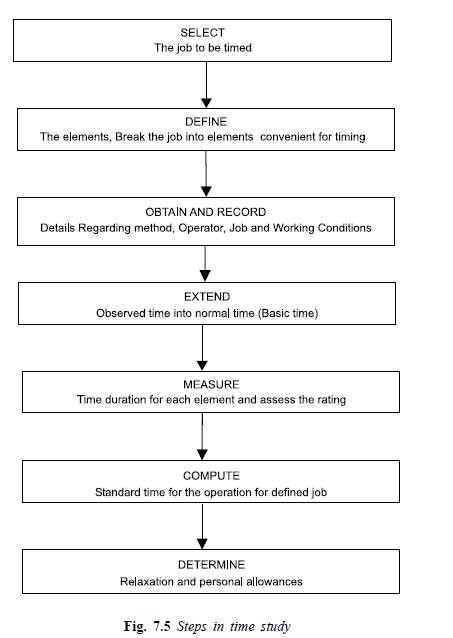 SELECT
The job to be timed
DEFINE
The elements, Break the job into elements convenient for timing
OBTAIN AND RECORD
Details Regarding method, Operator, Job and Working Conditions
EXTEND
Observed time into normal time (Basic time)
MEASURE
Time duration for each element and assess the rating
COMPUTE
Standard time for the operation for defined job
DETERMINE
Relaxation and personal allowances
Fig. 7.5 Steps in time study